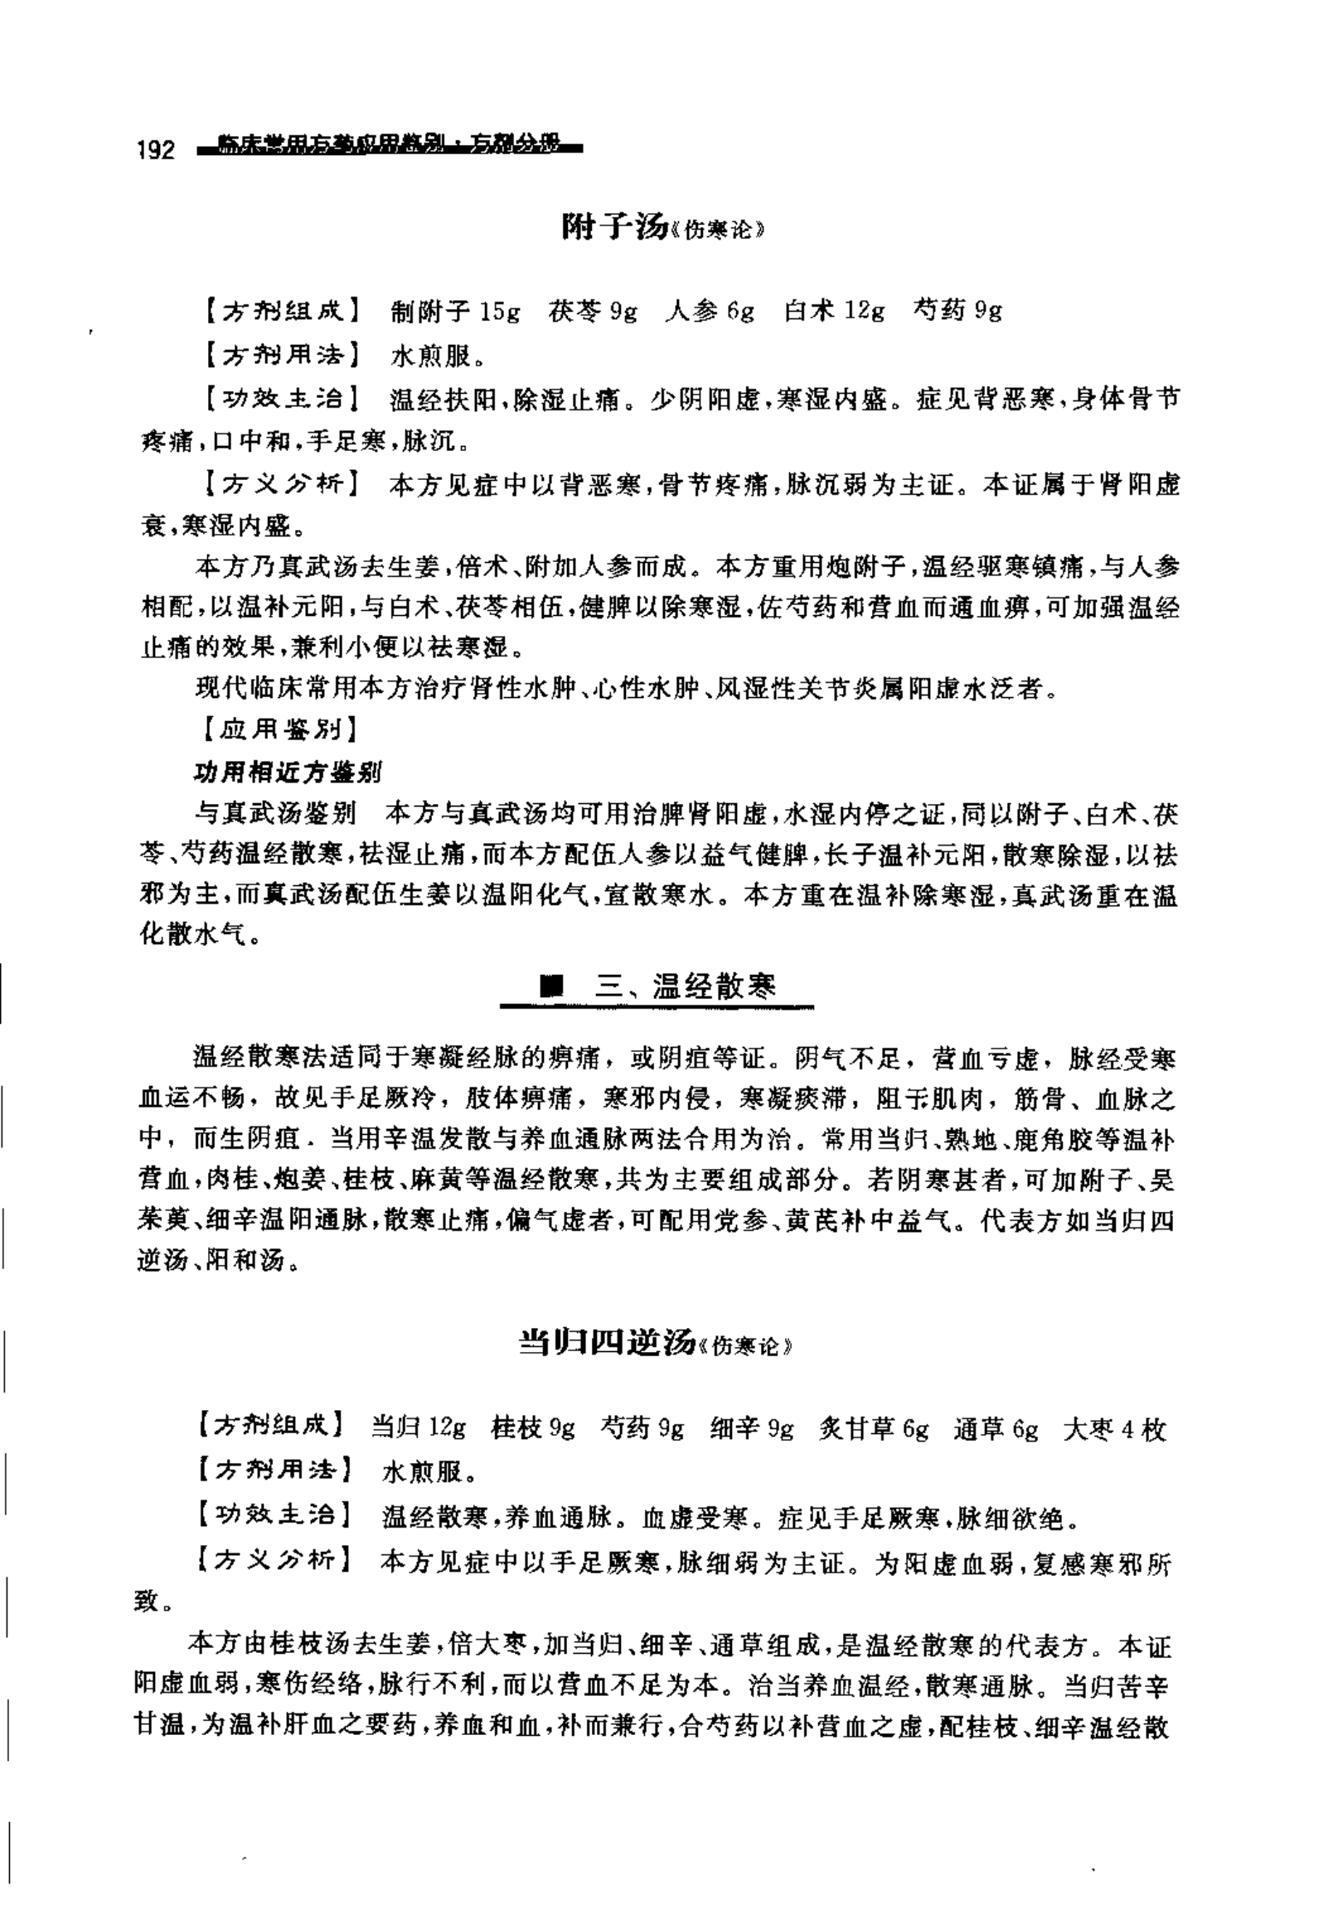 192 临床常用方药应用鉴别·方剂分册
附子汤《伤寒论》
【方剂组成】 制附子 15g 茯苓 9g 人参 6g 白术 12g 芍药 9g
【方剂用法】 水煎服。
【功效主治】 温经扶阳,除湿止痛。少阴阳虚,寒湿内盛。症见背恶寒,身体骨节
疼痛,口中和,手足寒,脉沉。
【方义分析】 本方见症中以背恶寒,骨节疼痛,脉沉弱为主证。本证属于肾阳虚
衰,寒湿内盛。
本方乃真武汤去生姜,倍术、附加人参而成。本方重用炮附子,温经驱寒镇痛,与人参
相配,以温补元阳,与白术、茯苓相伍,健脾以除寒湿,佐芍药和营血而通血痹,可加强温经
止痛的效果,兼利小便以祛寒湿。
现代临床常用本方治疗肾性水肿、心性水肿、风湿性关节炎属阳虚水泛者。
【应用鉴别】
功用相近方鉴别
与真武汤鉴别 本方与真武汤均可用治脾肾阳虚,水湿内停之证,同以附子、白术、茯
苓、芍药温经散寒,祛湿止痛,而本方配伍人参以益气健脾,长于温补元阳,散寒除湿,以祛
邪为主,而真武汤配伍生姜以温阳化气,宣散寒水。本方重在温补除寒湿,真武汤重在温
化散水气。
■ 三、温经散寒
温经散寒法适同于寒凝经脉的痹痛，或阴疽等证。阴气不足，营血亏虚，脉经受寒
血运不畅，故见手足厥冷，肢体痹痛，寒邪内侵，寒凝痰滞，阻于肌肉，筋骨、血脉之
中，而生阴疽．当用辛温发散与养血通脉两法合用为治。常用当归、熟地、鹿角胶等温补
营血,肉桂、炮姜、桂枝、麻黄等温经散寒,共为主要组成部分。若阴寒甚者,可加附子、吴
茱萸、细辛温阳通脉,散寒止痛,偏气虚者,可配用党参、黄芪补中益气。代表方如当归四
逆汤、阳和汤。
当归四逆汤《伤寒论》
【方剂组成】 当归 12g 桂枝 9g 芍药 9g 细辛 9g 炙甘草 6g 通草 6g 大枣 4 枚
【方剂用法】 水煎服。
【功效主治】 温经散寒,养血通脉。血虚受寒。症见手足厥寒,脉细欲绝。
【方义分析】 本方见症中以手足厥寒,脉细弱为主证。为阳虚血弱,复感寒邪所
致。
本方由桂枝汤去生姜,倍大枣,加当归、细辛、通草组成,是温经散寒的代表方。本证
阳虚血弱,寒伤经络,脉行不利,而以营血不足为本。治当养血温经,散寒通脉。当归苦辛
甘温,为温补肝血之要药,养血和血,补而兼行,合芍药以补营血之虚,配桂枝、细辛温经散